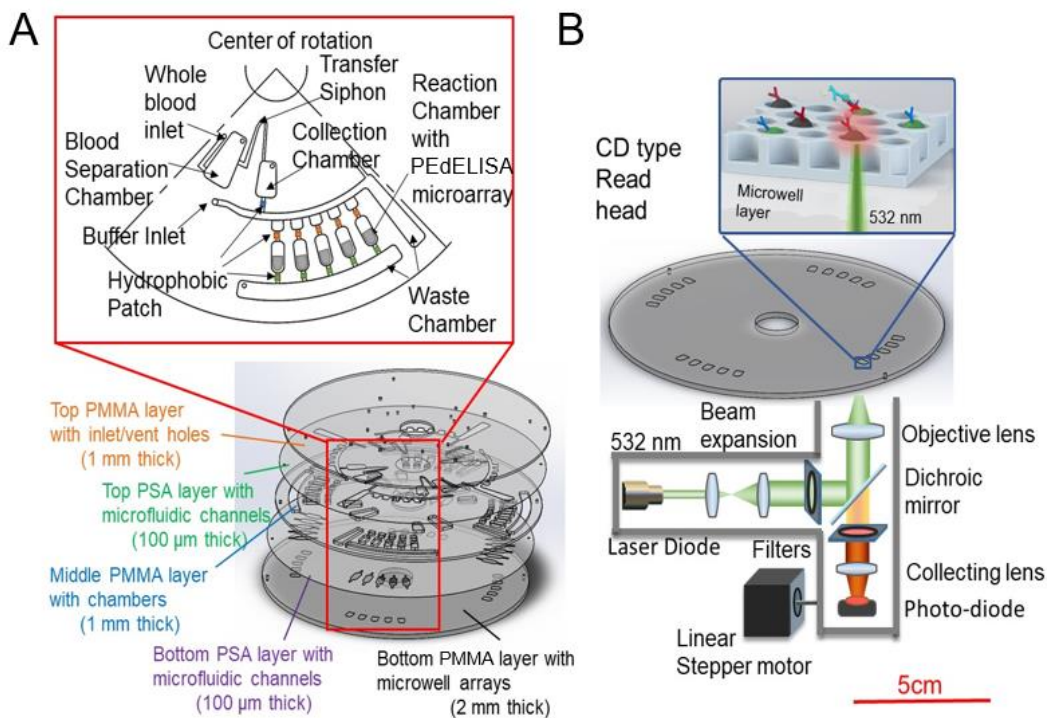 A
Center of rotation
Whole
blood
inlet
Transfer
Siphon
Reaction
Chamber
with
PEdELISA
microarray
Blood
Separation
Chamber
Collection
Chamber
Buffer Inlet
Hydrophobic
Patch
Waste
Chamber
Top PMMA layer
with inlet/vent holes
(1 mm thick)
Top PSA layer with
microfluidic channels
(100 µm thick)
Middle PMMA layer
with chambers
(1 mm thick)
Bottom PSA layer with
microfluidic channels
(100 µm thick)
Bottom PMMA layer with
microwell arrays
(2 mm thick)
B
CD type
Read
head
Microwell
layer
532 nm
Beam
expansion
532 nm
Objective lens
Dichroic
mirror
Laser Diode
Filters
Collecting lens
Photo-diode
Linear
Stepper motor
5cm